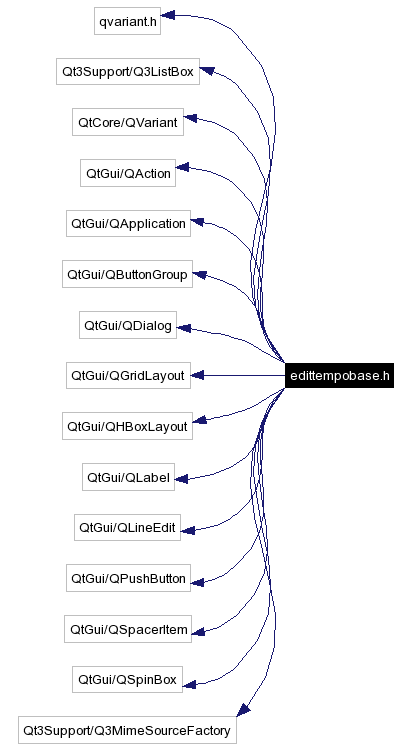 qvariant.h
Qt3Support/Q3ListBox
QtCore/QVariant
QtGui/QAction
QtGui/QApplication
QtGui/QButtonGroup
QtGui/QDialog
edittempobase.h
QtGui/QGridLayout
QtGui/QHBoxLayout
QtGui/QLabel
QtGui/QLineEdit
QtGui/QPushButton
QtGui/QSpacerItem
QtGui/QSpinBox
Qt3Support/Q3MimeSourceFactory